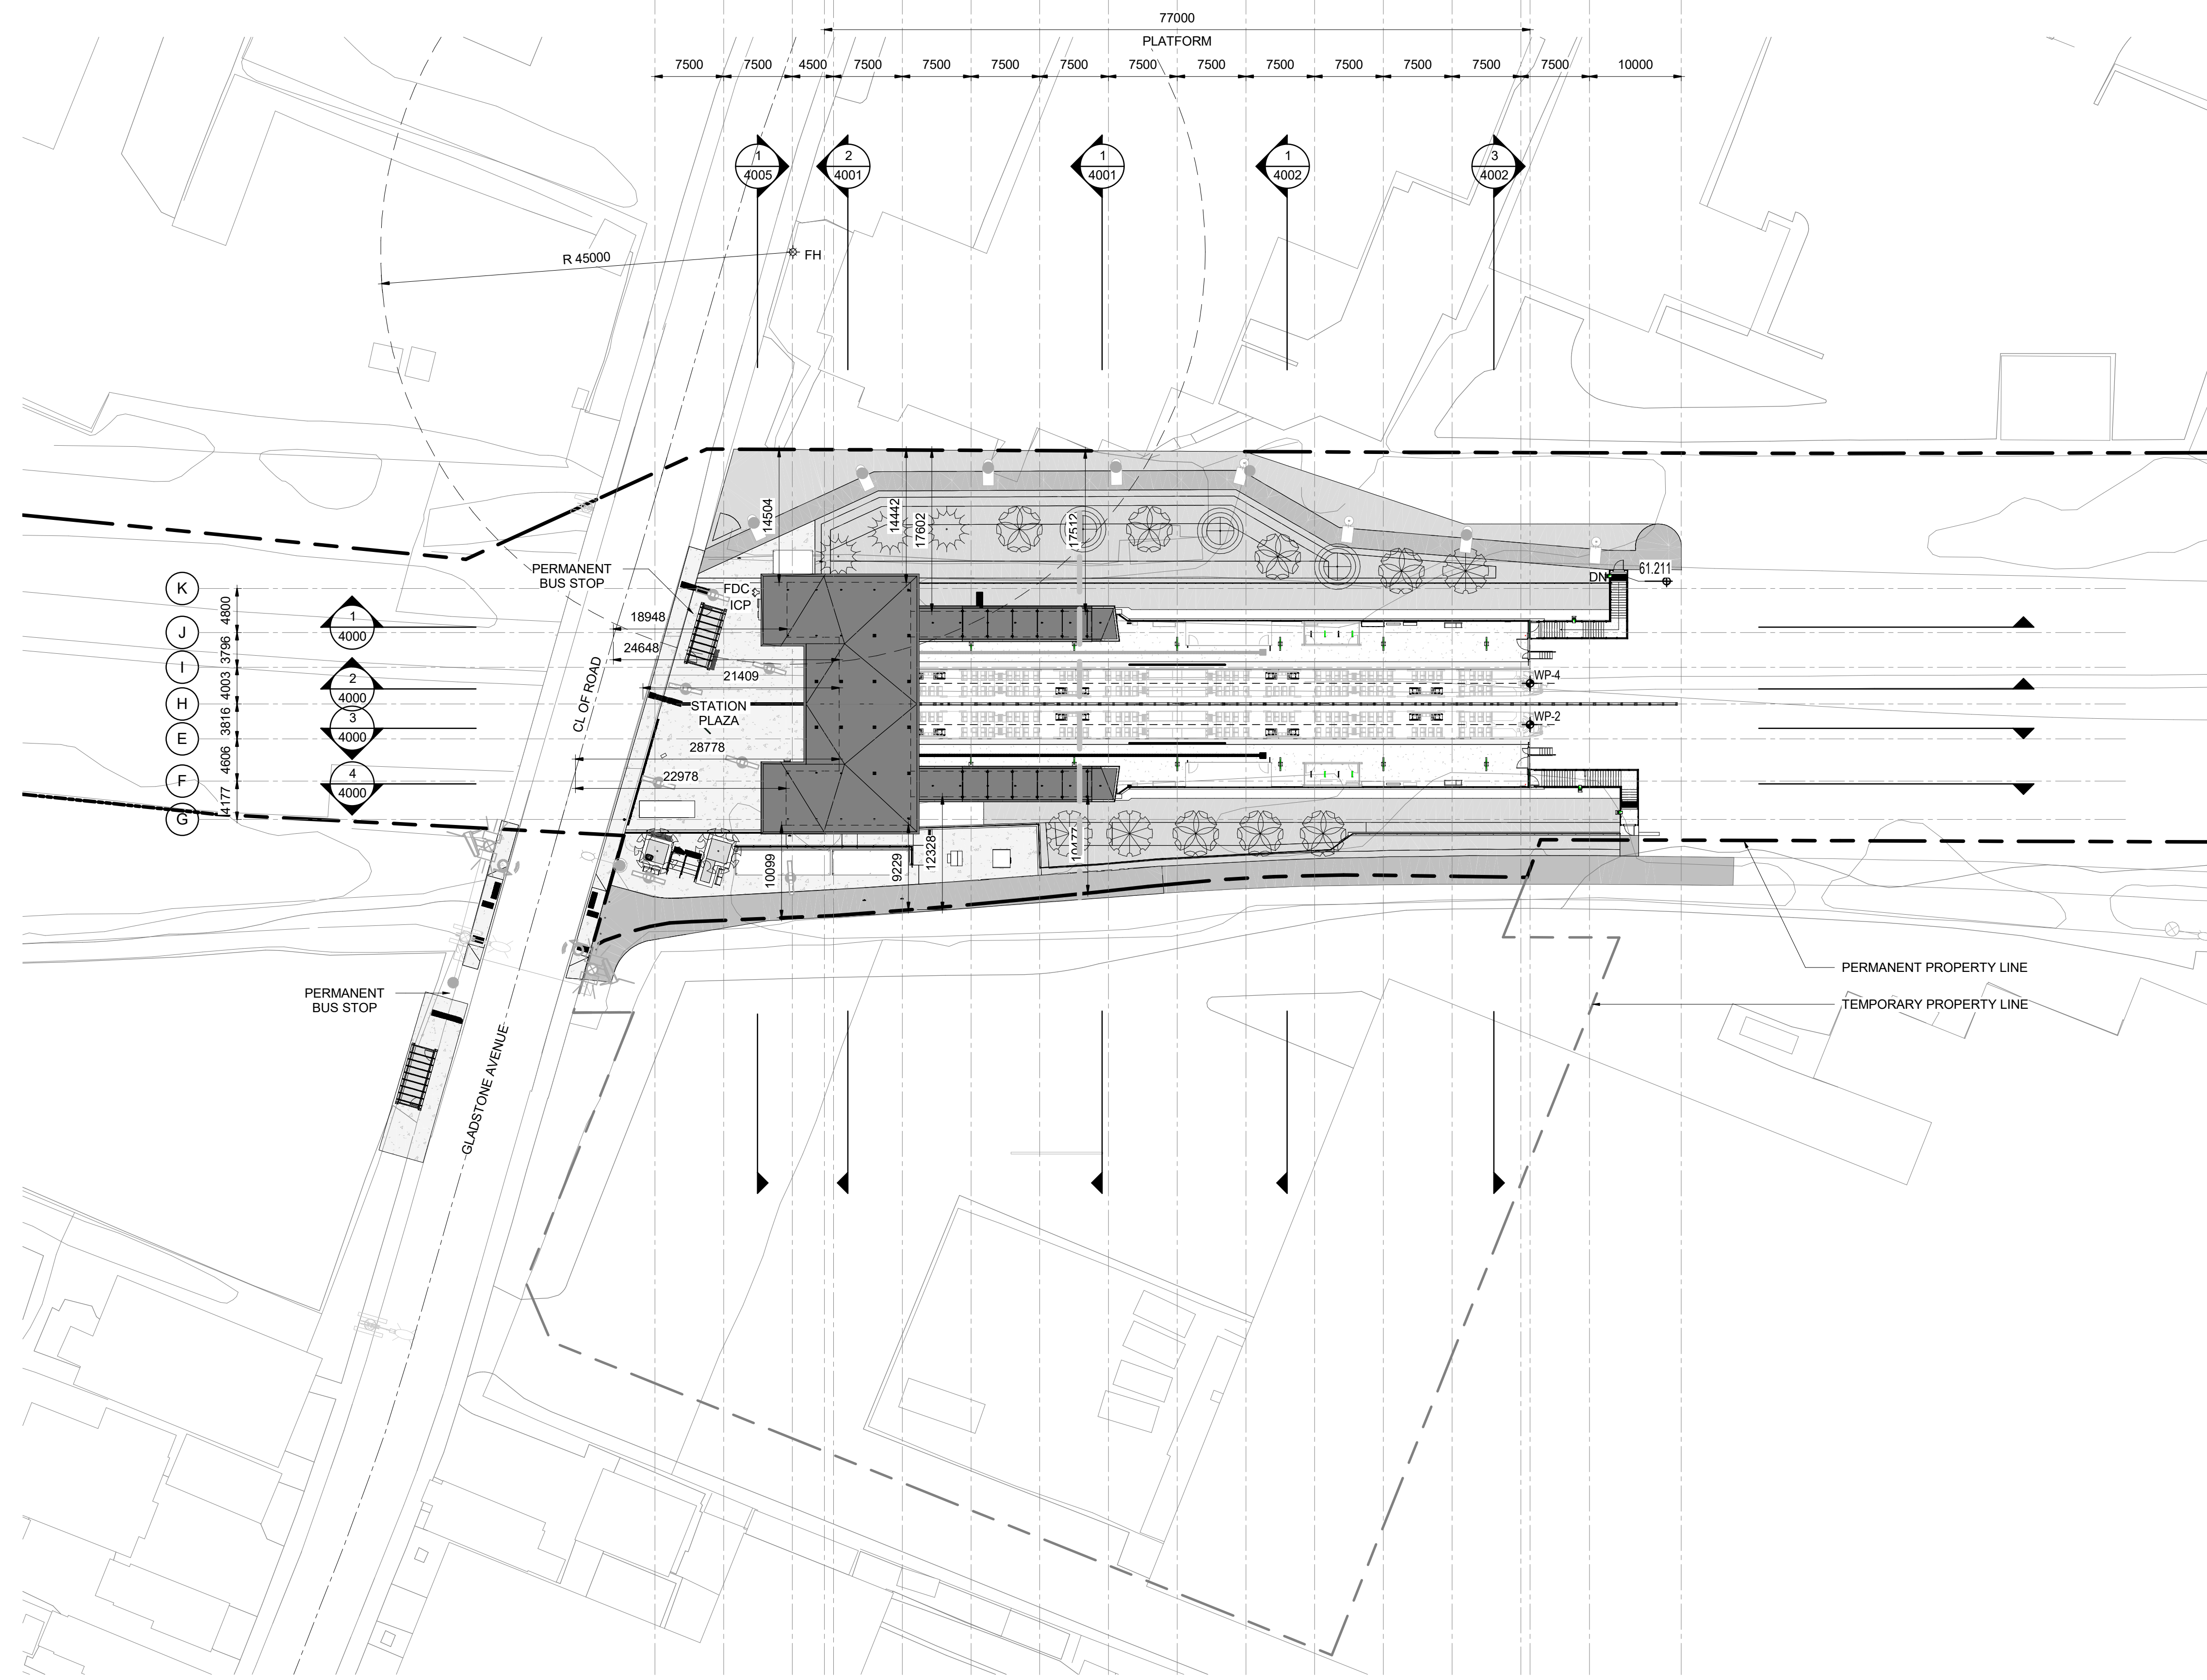 77000
PLATFORM
7500 7500 4500 7500 7500 7500 7500 7500 7500 7500 7500 7500 7500 7500 10000
1 2 1 1 3
4005 4001 4001 4002 4002
R 45000
FH
14504
14442
17602
17512
PERMANENT
BUS STOP
FDC
ICP
DN
61.211
K
4800
J
3796
I
4003
H
3816
E
4606
F
4177
G
1
4000
2
4000
3
4000
4
4000
18948
24648
21409
STATION
PLAZA
28778
22978
WP-4
WP-2
CL OF ROAD
10099
9229
12328
10477
PERMANENT
BUS STOP
GLADSTONE AVENUE
PERMANENT PROPERTY LINE
TEMPORARY PROPERTY LINE